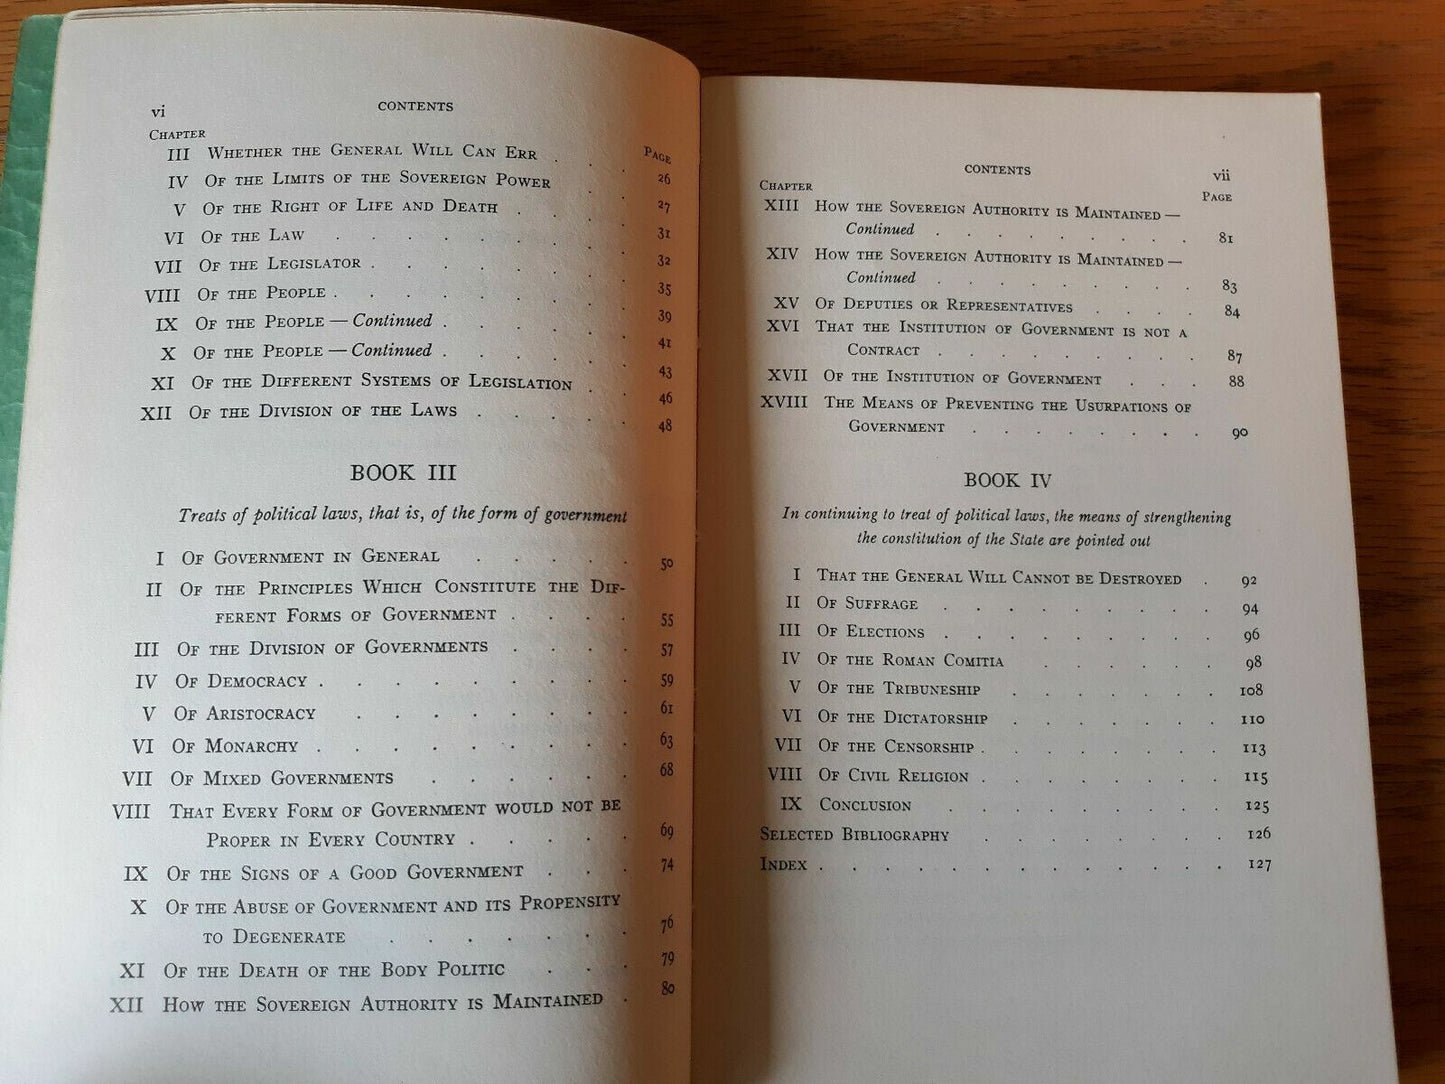 vi CONTENTS
Chapter Page
III Whether the General Will Can Err . . . 26
IV Of the Limits of the Sovereign Power . . 27
V Of the Right of Life and Death . . . . 31
VI Of the Law . . . . . . . . . 32
VII Of the Legislator . . . . . . . . 35
VIII Of the People . . . . . . . . . 39
IX Of the People — Continued . . . . . . 41
X Of the People — Continued . . . . . . 43
XI Of the Different Systems of Legislation . . 46
XII Of the Division of the Laws . . . . . 48
BOOK III
Treats of political laws, that is, of the form of government
I Of Government in General . . . . . 50
II Of the Principles Which Constitute the Dif-
ferent Forms of Government . . . . 55
III Of the Division of Governments . . . . 57
IV Of Democracy . . . . . . . . . 59
V Of Aristocracy . . . . . . . . 61
VI Of Monarchy . . . . . . . . . 63
VII Of Mixed Governments . . . . . . 68
VIII That Every Form of Government would not be
Proper in Every Country . . . . . 69
IX Of the Signs of a Good Government . . . 74
X Of the Abuse of Government and its Propensity
to Degenerate . . . . . . . 76
XI Of the Death of the Body Politic . . . 79
XII How the Sovereign Authority is Maintained . 80
CONTENTS vii
Chapter Page
XIII How the Sovereign Authority is Maintained —
Continued . . . . . . . . 81
XIV How the Sovereign Authority is Maintained —
Continued . . . . . . . . 83
XV Of Deputies or Representatives . . . . 84
XVI That the Institution of Government is not a
Contract . . . . . . . . 87
XVII Of the Institution of Government . . . 88
XVIII The Means of Preventing the Usurpations of
Government . . . . . . . . 90
BOOK IV
In continuing to treat of political laws, the means of strengthening
the constitution of the State are pointed out
I That the General Will Cannot be Destroyed . 92
II Of Suffrage . . . . . . . . . 94
III Of Elections . . . . . . . . . 96
IV Of the Roman Comitia . . . . . . 98
V Of the Tribuneship . . . . . . . 108
VI Of the Dictatorship . . . . . . . 110
VII Of the Censorship . . . . . . . . 113
VIII Of Civil Religion . . . . . . . . 115
IX Conclusion . . . . . . . . . 125
Selected Bibliography . . . . . . . 126
Index . . . . . . . . . . . . . 127